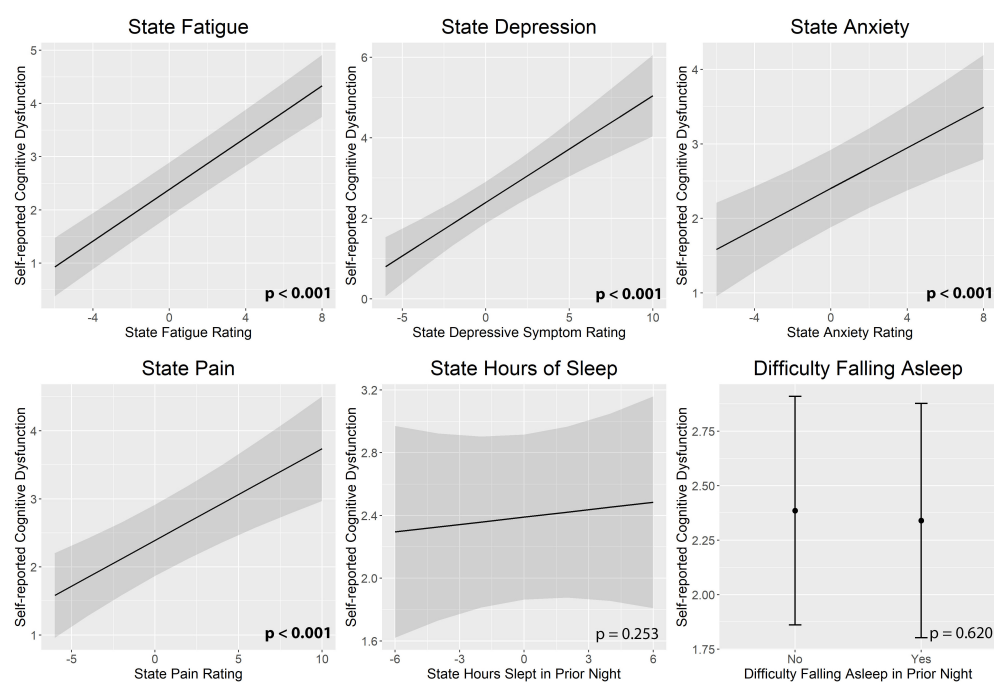 State Fatigue
Self-reported Cognitive Dysfunction
5
4
3
2
1
p < 0.001
-4
0
4
8
State Fatigue Rating
State Depression
Self-reported Cognitive Dysfunction
6
4
2
0
p < 0.001
-5
0
5
10
State Depressive Symptom Rating
State Anxiety
Self-reported Cognitive Dysfunction
4
3
2
1
p < 0.001
-4
0
4
8
State Anxiety Rating
State Pain
Self-reported Cognitive Dysfunction
4
3
2
1
p < 0.001
-5
0
5
10
State Pain Rating
State Hours of Sleep
Self-reported Cognitive Dysfunction
3.2
2.8
2.4
2.0
1.6
p = 0.253
-6
-3
0
3
6
State Hours Slept in Prior Night
Difficulty Falling Asleep
Self-reported Cognitive Dysfunction
2.75
2.50
2.25
2.00
1.75
p = 0.620
No
Yes
Difficulty Falling Asleep in Prior Night